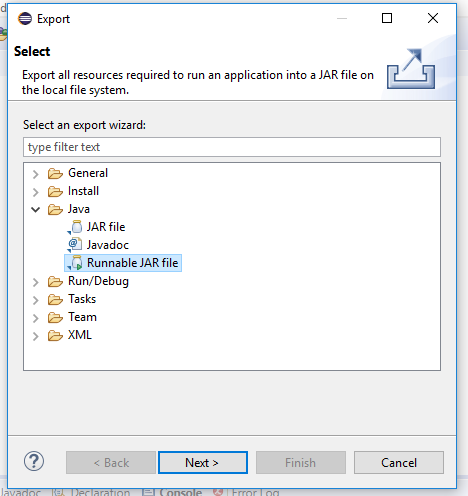 Export
Select
Export all resources required to run an application into a JAR file on
the local file system.
Select an export wizard:
type filter text
General
Install
Java
JAR file
Javadoc
Runnable JAR file
Run/Debug
Tasks
Team
XML
? < Back Next > Finish Cancel
Javadoc Declaration Console Error Log